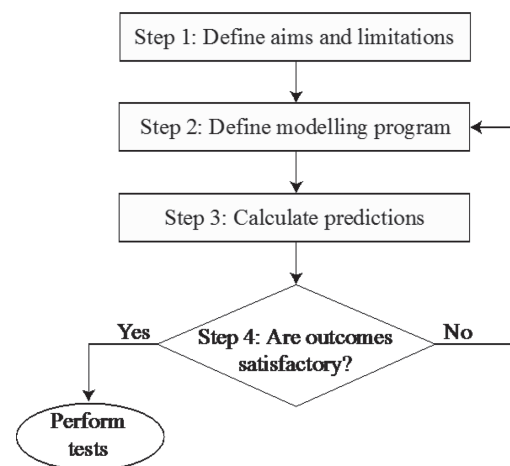 Step 1: Define aims and limitations
Step 2: Define modelling program
Step 3: Calculate predictions
Yes
Step 4: Are outcomes
satisfactory?
No
Perform
tests